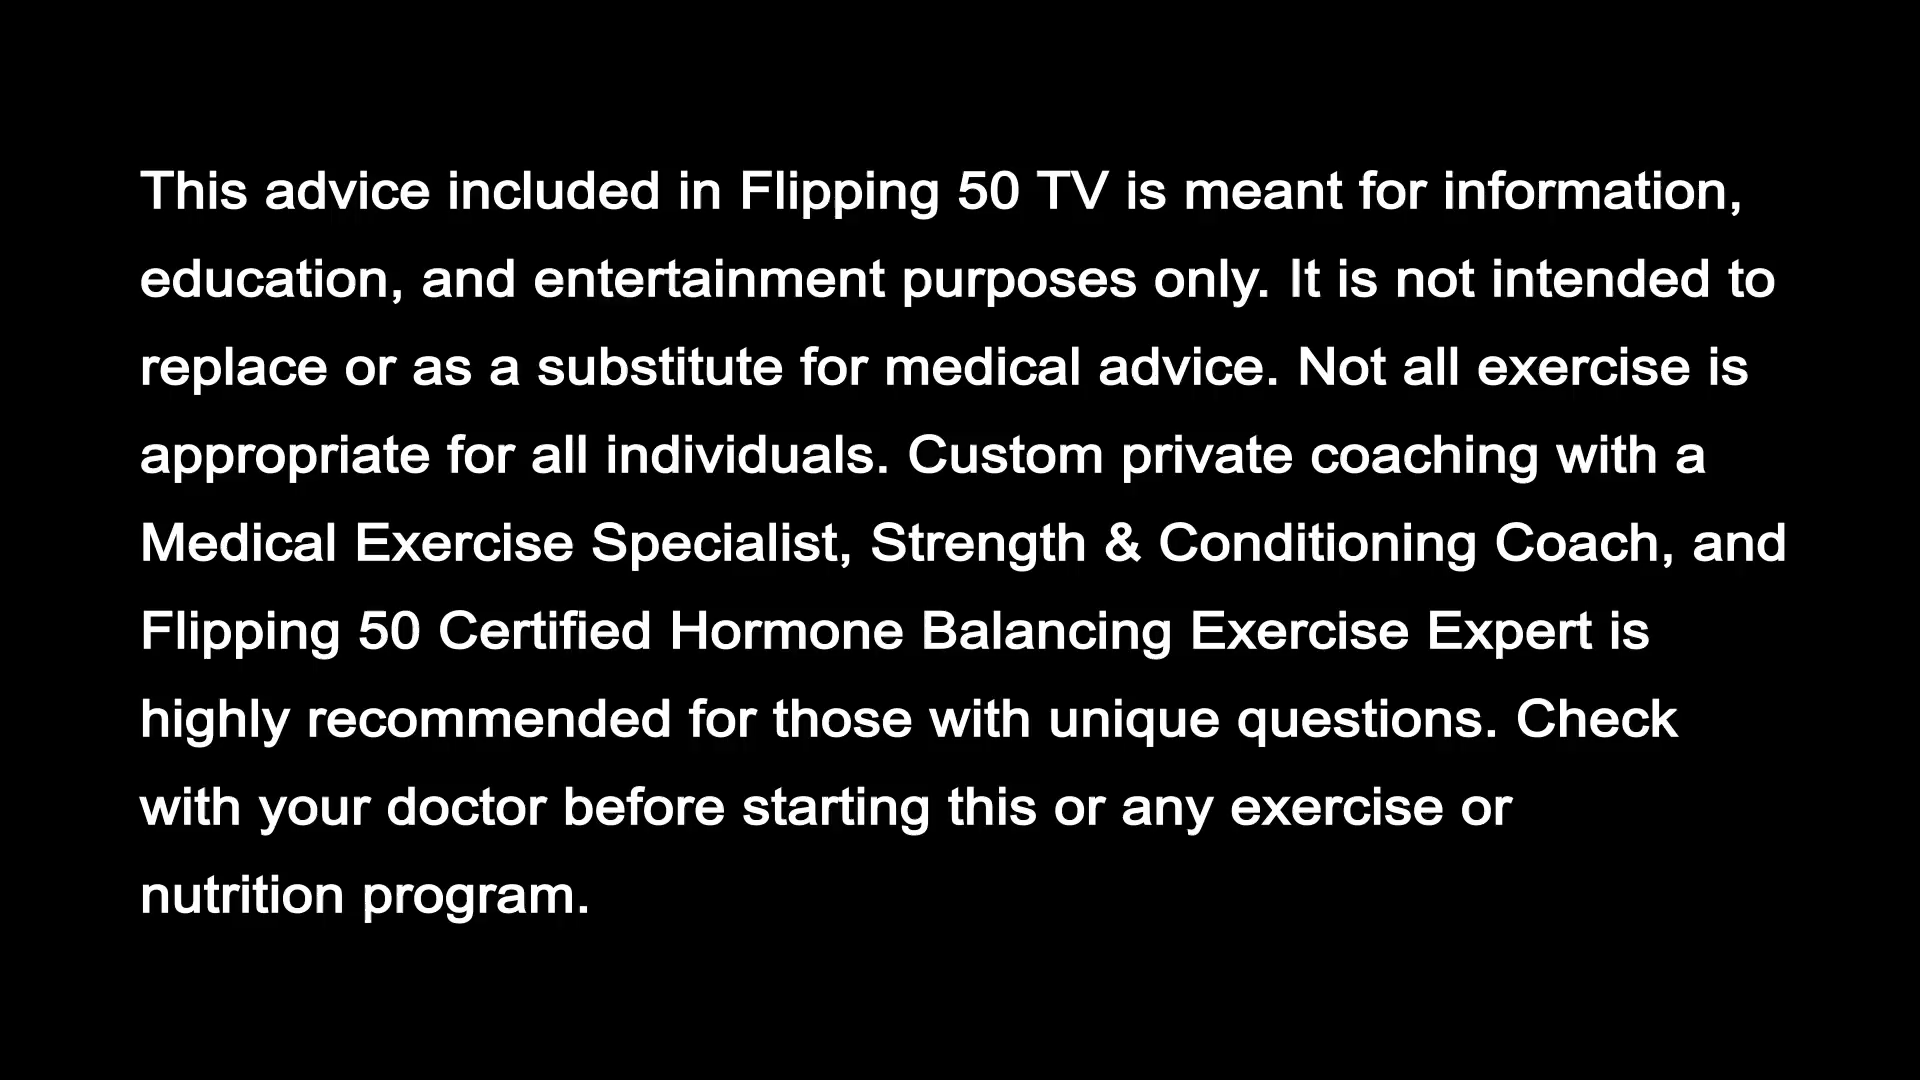 This advice included in Flipping 50 TV is meant for information,
education, and entertainment purposes only. It is not intended to
replace or as a substitute for medical advice. Not all exercise is
appropriate for all individuals. Custom private coaching with a
Medical Exercise Specialist, Strength & Conditioning Coach, and
Flipping 50 Certified Hormone Balancing Exercise Expert is
highly recommended for those with unique questions. Check
with your doctor before starting this or any exercise or
nutrition program.